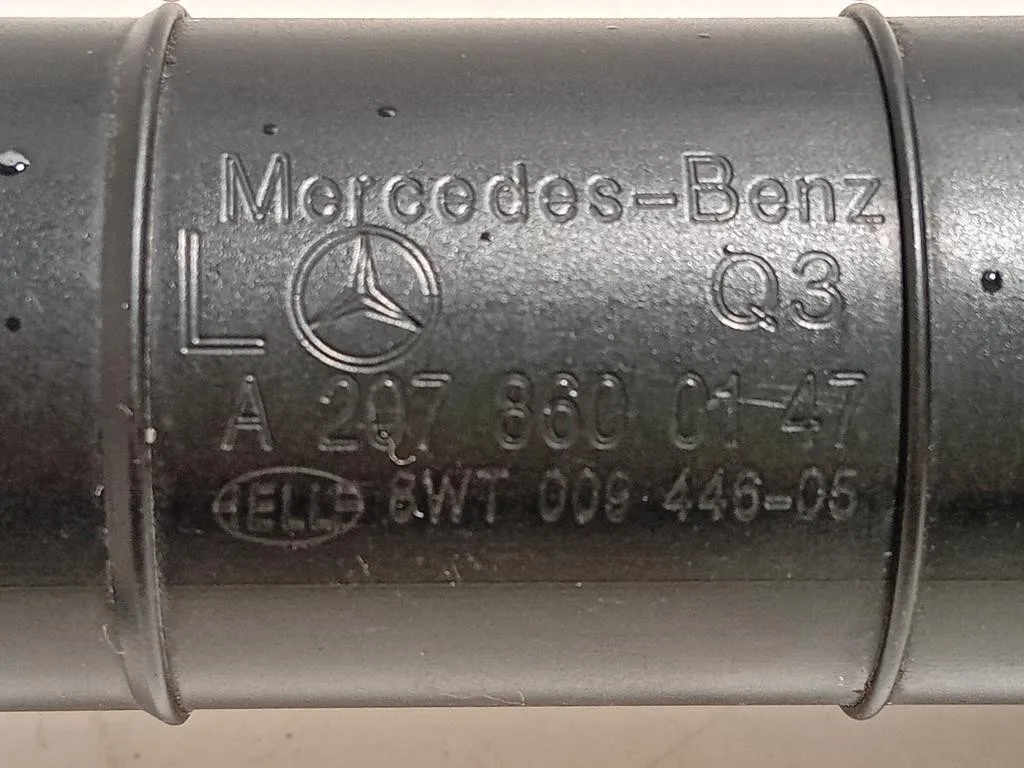 Mercedes-Benz
L Q3
A 207 860 01 47
HELLA 8WT 009 446-05